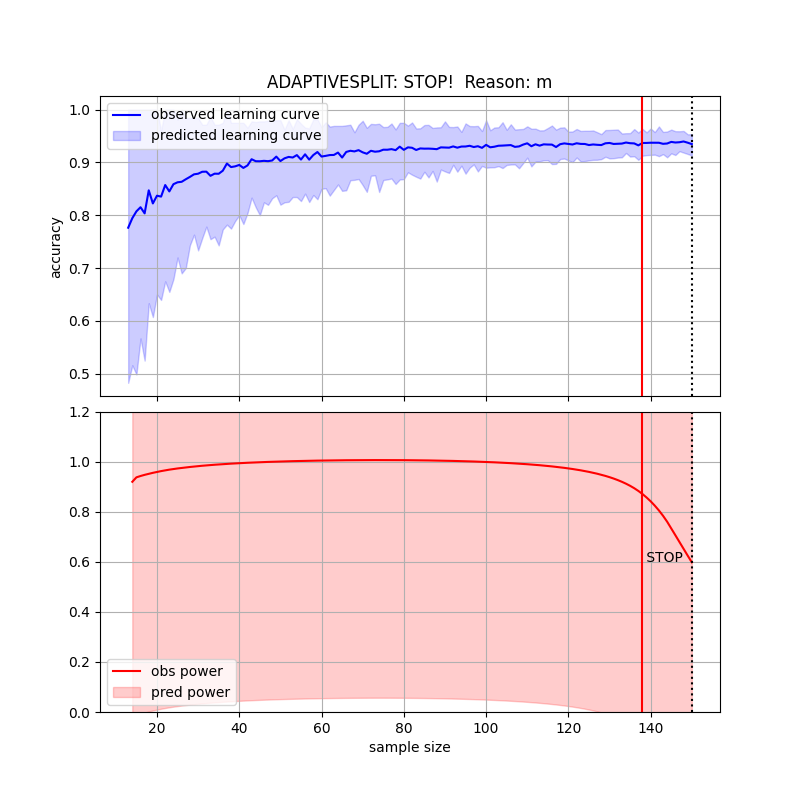 ADAPTIVESPLIT: STOP!  Reason: m
1.0
0.9
0.8
0.7
0.6
0.5
accuracy
observed learning curve
predicted learning curve
1.2
1.0
0.8
0.6
0.4
0.2
0.0
STOP
obs power
pred power
20 40 60 80 100 120 140
sample size